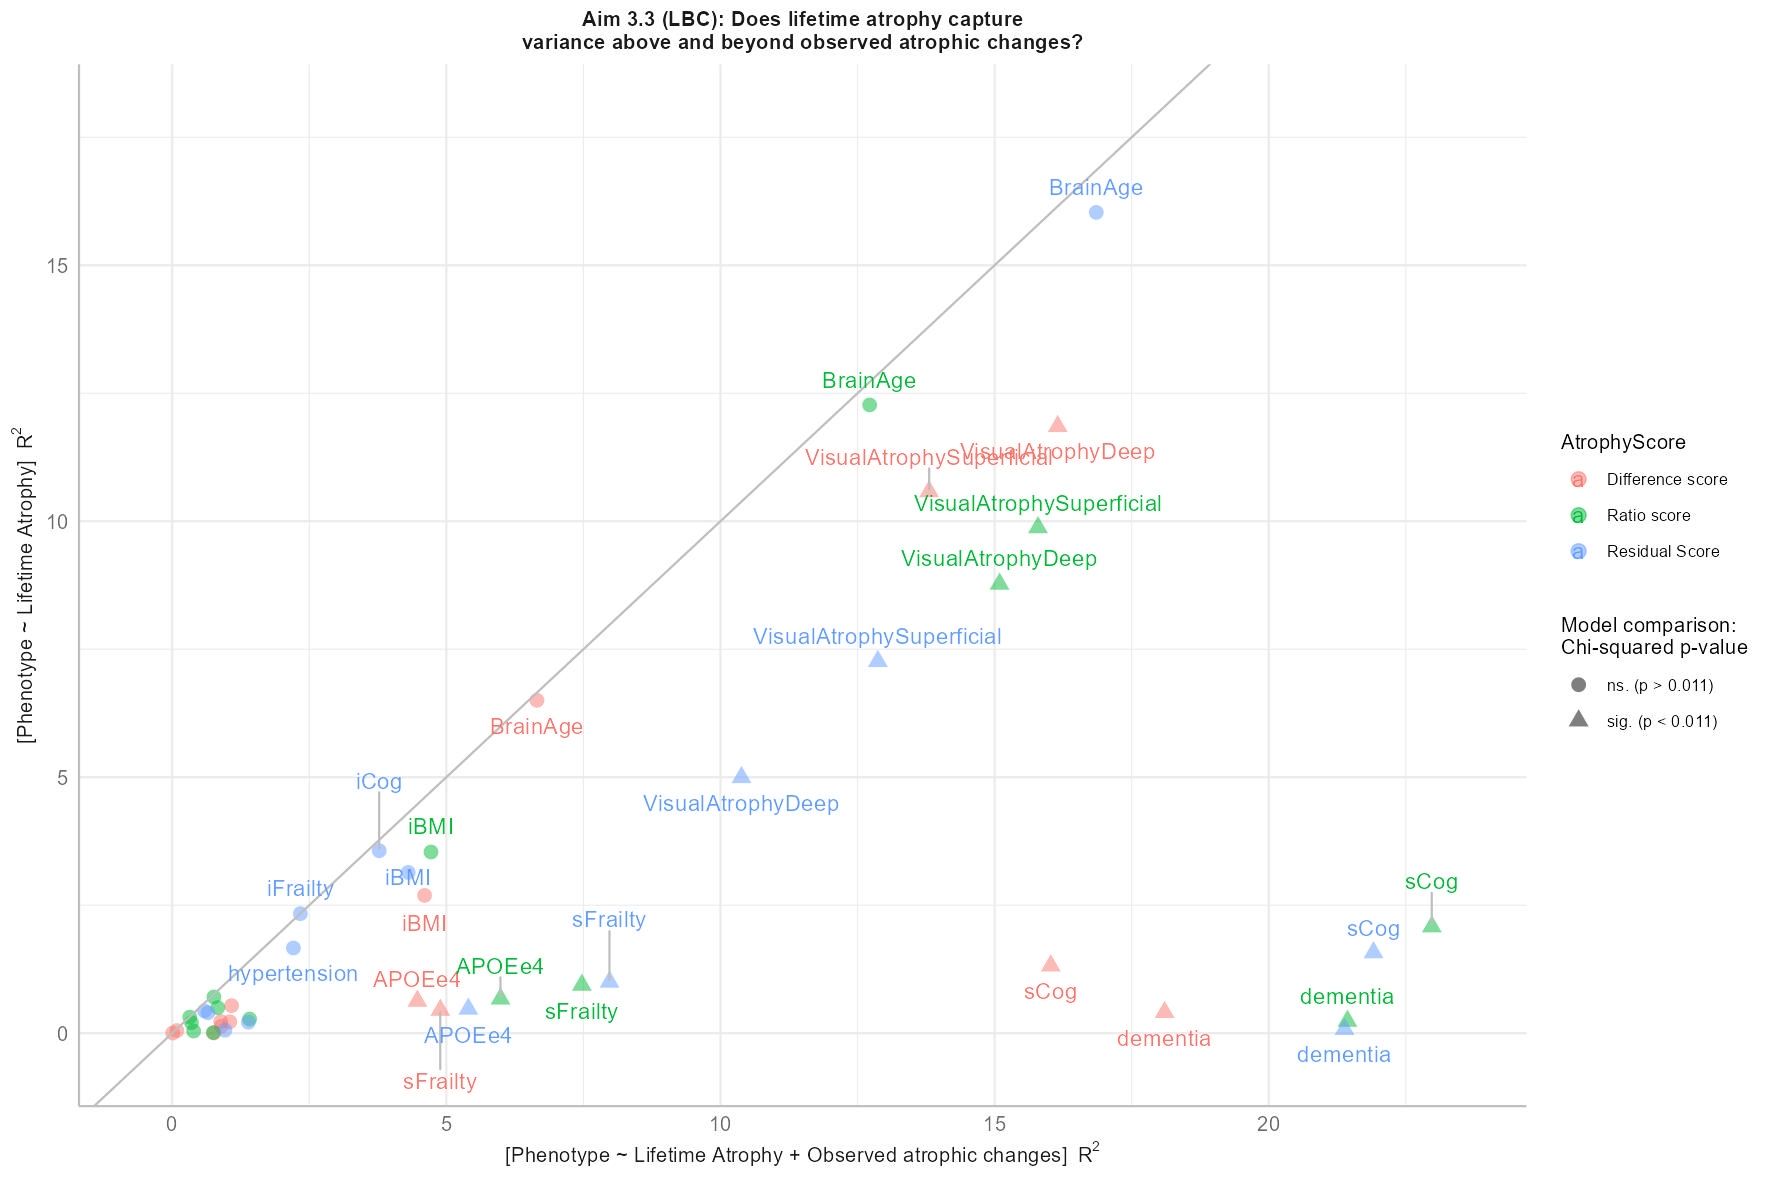 Aim 3.3 (LBC): Does lifetime atrophy capture
variance above and beyond observed atrophic changes?
[Phenotype ~ Lifetime Atrophy] R²
15
10
5
0
BrainAge
BrainAge
VisualAtrophySuperficial
VisualAtrophyDeep
VisualAtrophySuperficial
VisualAtrophyDeep
VisualAtrophySuperficial
BrainAge
iCog
VisualAtrophyDeep
iBMI
iBMI
iFrailty
sCog
iBMI
sFrailty
sCog
hypertension
APOEe4
APOEe4
sCog
sFrailty
dementia
APOEe4
dementia
dementia
sFrailty
0
5
10
15
20
[Phenotype ~ Lifetime Atrophy + Observed atrophic changes] R²
AtrophyScore
a Difference score
a Ratio score
a Residual Score
Model comparison:
Chi-squared p-value
ns. (p > 0.011)
sig. (p < 0.011)